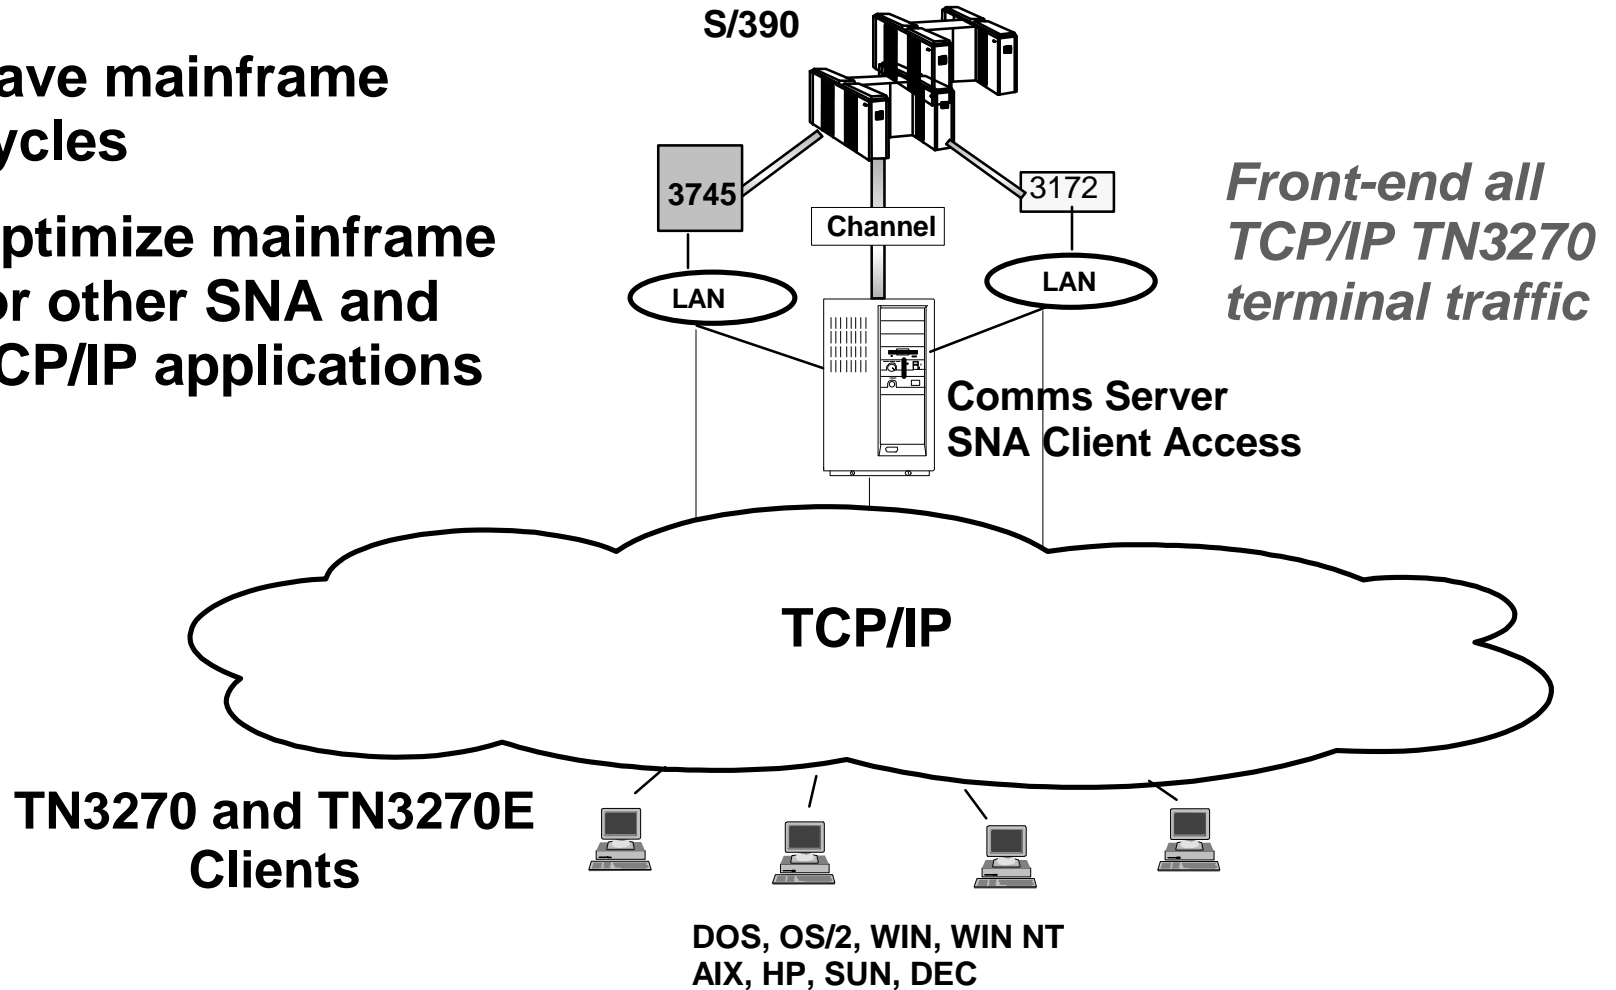 S/390
ave mainframe
ycles
ptimize mainframe
or other SNA and
CP/IP applications
3745
3172
Channel
LAN
LAN
Front-end all
TCP/IP TN3270
terminal traffic
Comms Server
SNA Client Access
TCP/IP
TN3270 and TN3270E
Clients
DOS, OS/2, WIN, WIN NT
AIX, HP, SUN, DEC